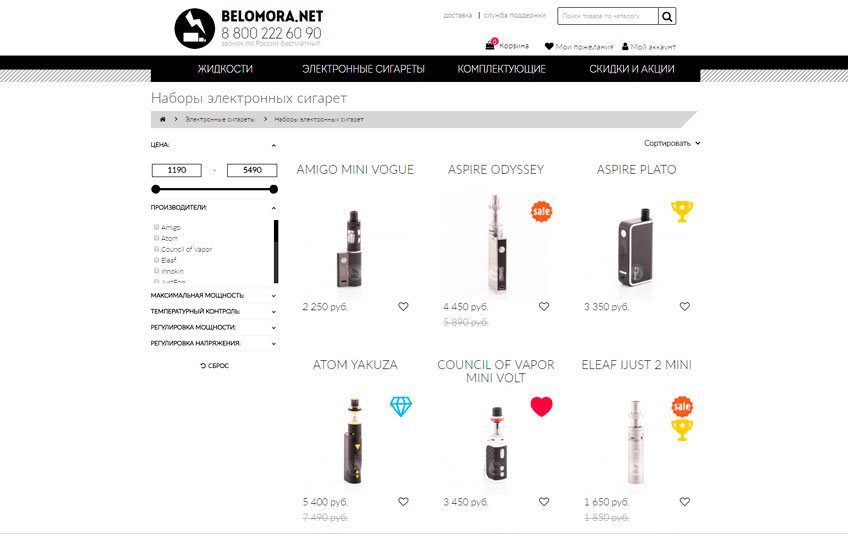 BELOMORA.NET
8 800 222 60 90
звонок по России бесплатный
доставка | служба поддержки
Поиск товара по каталогу
0
Корзина
Мои пожелания
Мой аккаунт
ЖИДКОСТИ
ЭЛЕКТРОННЫЕ СИГАРЕТЫ
КОМПЛЕКТУЮЩИЕ
СКИДКИ И АКЦИИ
Наборы электронных сигарет
Электронные сигареты
Наборы электронных сигарет
Сортировать
ЦЕНА:
1190 - 5490
ПРОИЗВОДИТЕЛИ:
Amigo
Atom
Council of Vapor
Eleaf
Innokin
JustFog
МАКСИМАЛЬНАЯ МОЩНОСТЬ:
ТЕМПЕРАТУРНЫЙ КОНТРОЛЬ:
РЕГУЛИРОВКА МОЩНОСТИ:
РЕГУЛИРОВКА НАПРЯЖЕНИЯ:
СБРОС
AMIGO MINI VOGUE
2 250 руб.
ASPIRE ODYSSEY
sale
4 450 руб.
5 890 руб.
ASPIRE PLATO
3 350 руб.
ATOM YAKUZA
5 400 руб.
7 490 руб.
COUNCIL OF VAPOR
MINI VOLT
3 450 руб.
ELEAF IJUST 2 MINI
sale
1 650 руб.
1 850 руб.